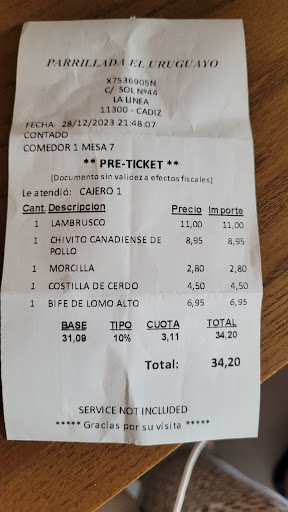 PARRILLADA EL URUGUAYO
X7536905N
C/ SOL Nº44
LA LINEA
11300 - CADIZ
FECHA: 28/12/2023 21:48:07
CONTADO
COMEDOR 1 MESA 7
** PRE-TICKET **
(Documento sin validez a efectos fiscales)
Le atendió: CAJERO 1
Cant. Descripcion Precio Importe
1 LAMBRUSCO 11,00 11,00
1 CHIVITO CANADIENSE DE 8,95 8,95
POLLO
1 MORCILLA 2,80 2,80
1 COSTILLA DE CERDO 4,50 4,50
1 BIFE DE LOMO ALTO 6,95 6,95
BASE TIPO CUOTA TOTAL
31,09 10% 3,11 34,20
Total: 34,20
SERVICE NOT INCLUDED
***** Gracias por su visita *****